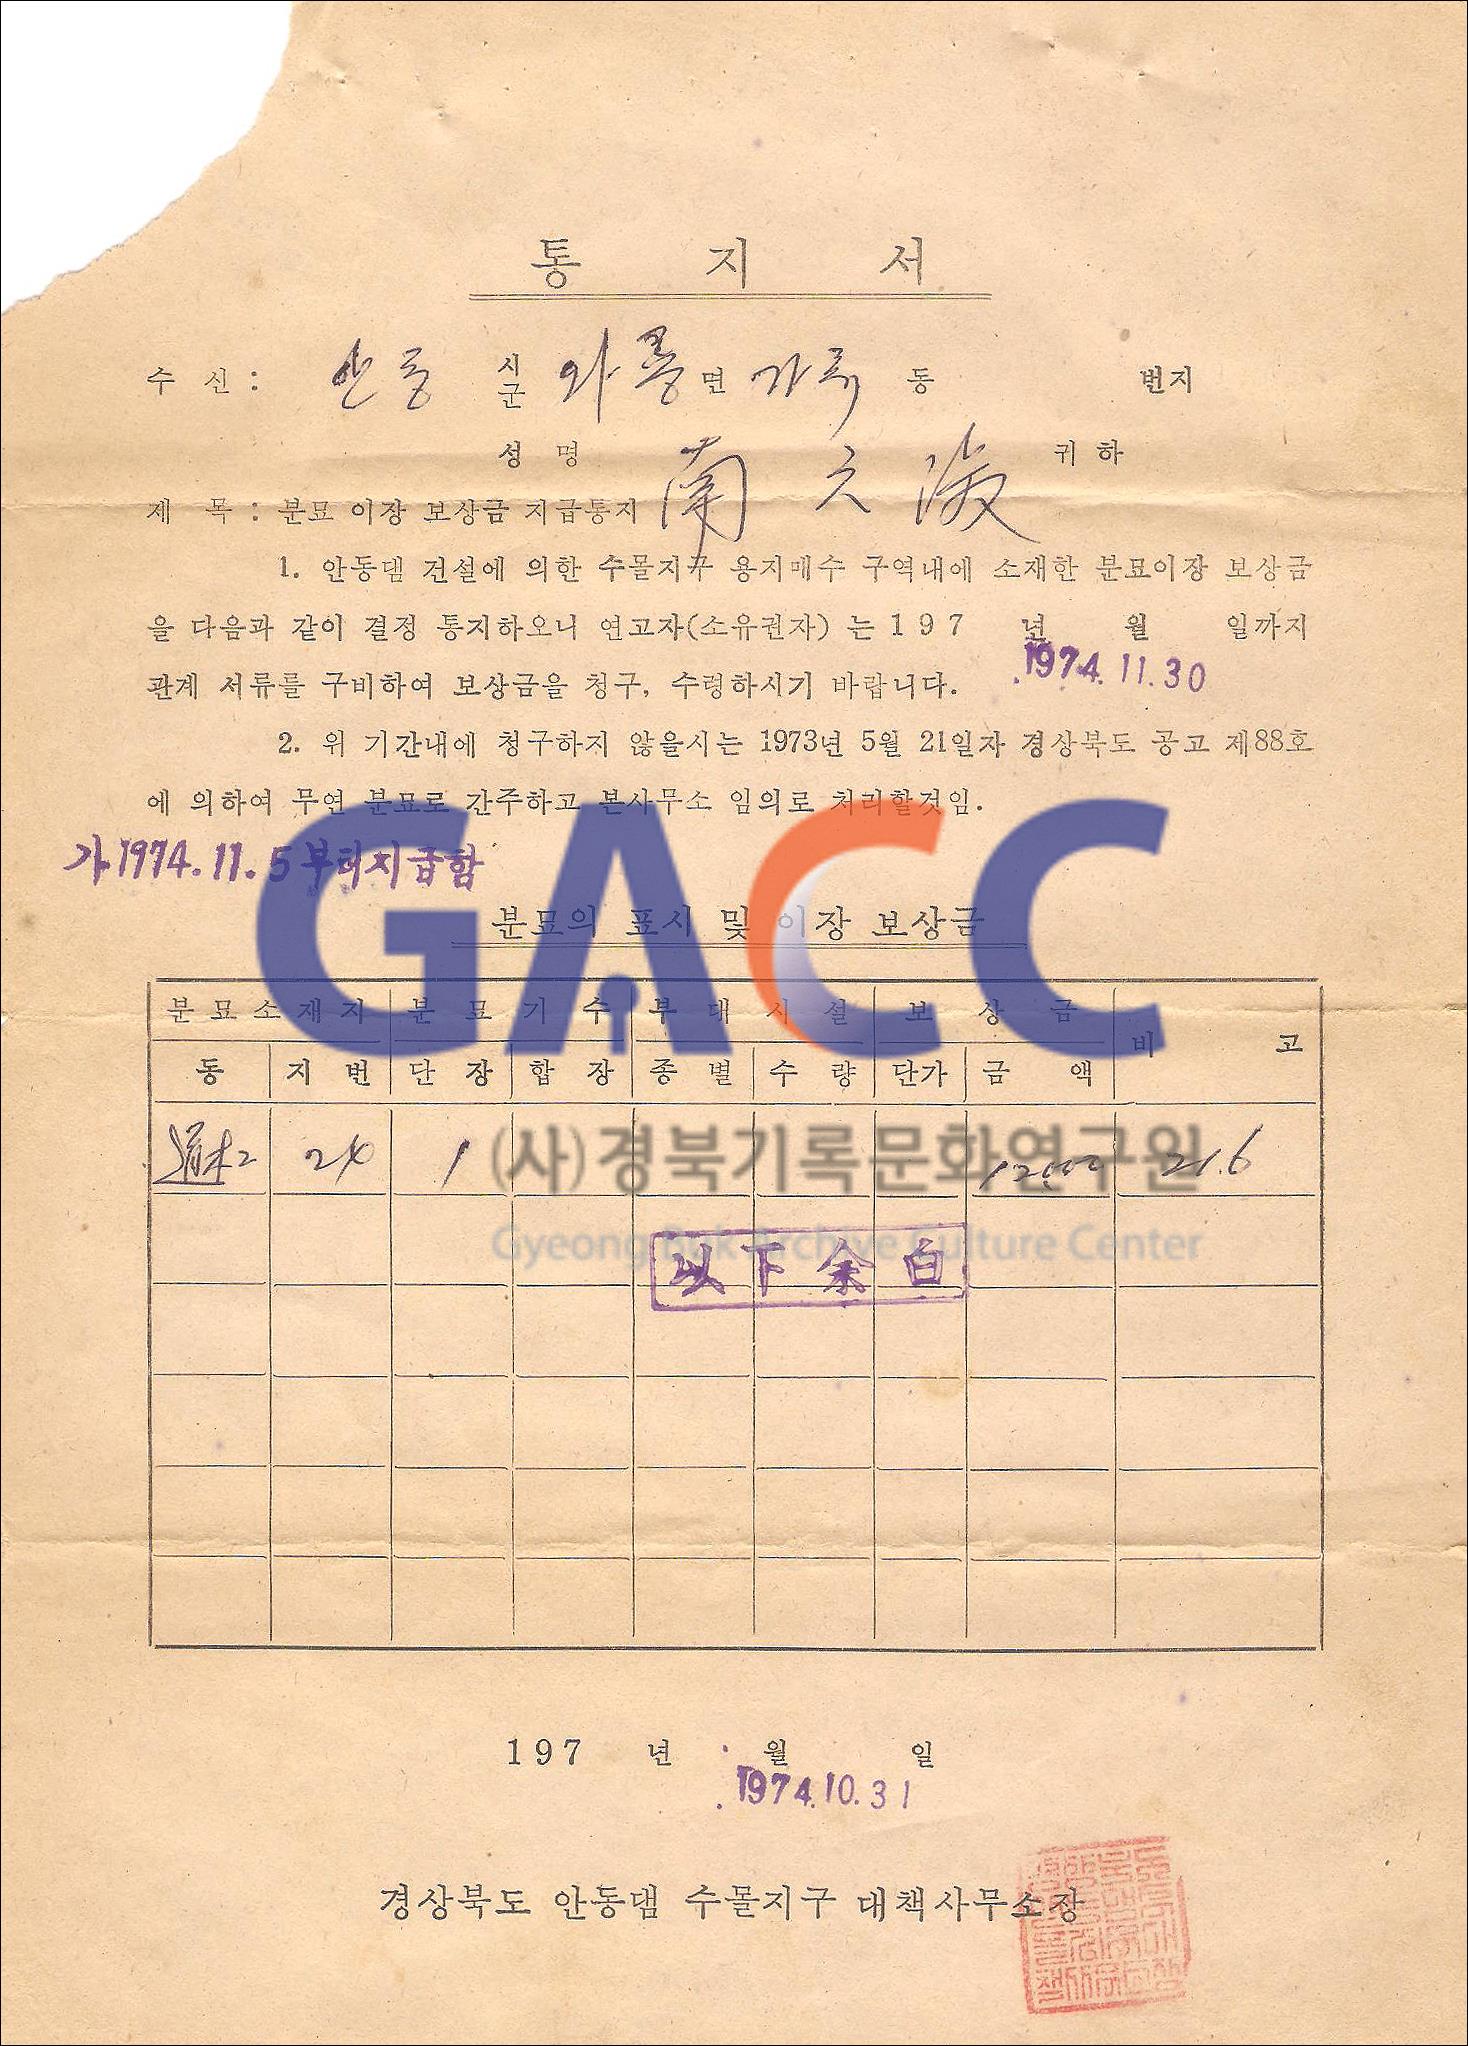 통 지 서
수 신 : 안동 시 군 와룡 면 가류 동 번지
성 명 南 元 海 귀 하
제 목 : 분묘 이장 보상금 지급통지
1. 안동댐 건설에 의한 수몰지구 용지매수 구역내에 소재한 분묘이장 보상금
을 다음과 같이 결정 통지하오니 연고자(소유권자) 는 197 년 월 일까지
1974.11.30
관계 서류를 구비하여 보상금을 청구, 수령하시기 바랍니다.
2. 위 기간내에 청구하지 않을시는 1973년 5월 21일자 경상북도 공고 제88호
에 의하여 무연 분묘로 간주하고 본사무소 임의로 처리할것임.
가 1974.11.5 부터 지급함
GACC
분묘의 표시 및 이장 보상금
분묘소재지 분묘기수 부대시설 보상금 비고
동 지번 단장 합장 종별 수량 단가 금액
24 1 12,000 21.6
(사)경북기록문화연구원
Gyeong Buk Archive Culture Center
以下余白
197 년 월 일
1974.10.31
경상북도 안동댐 수몰지구 대책사무소장